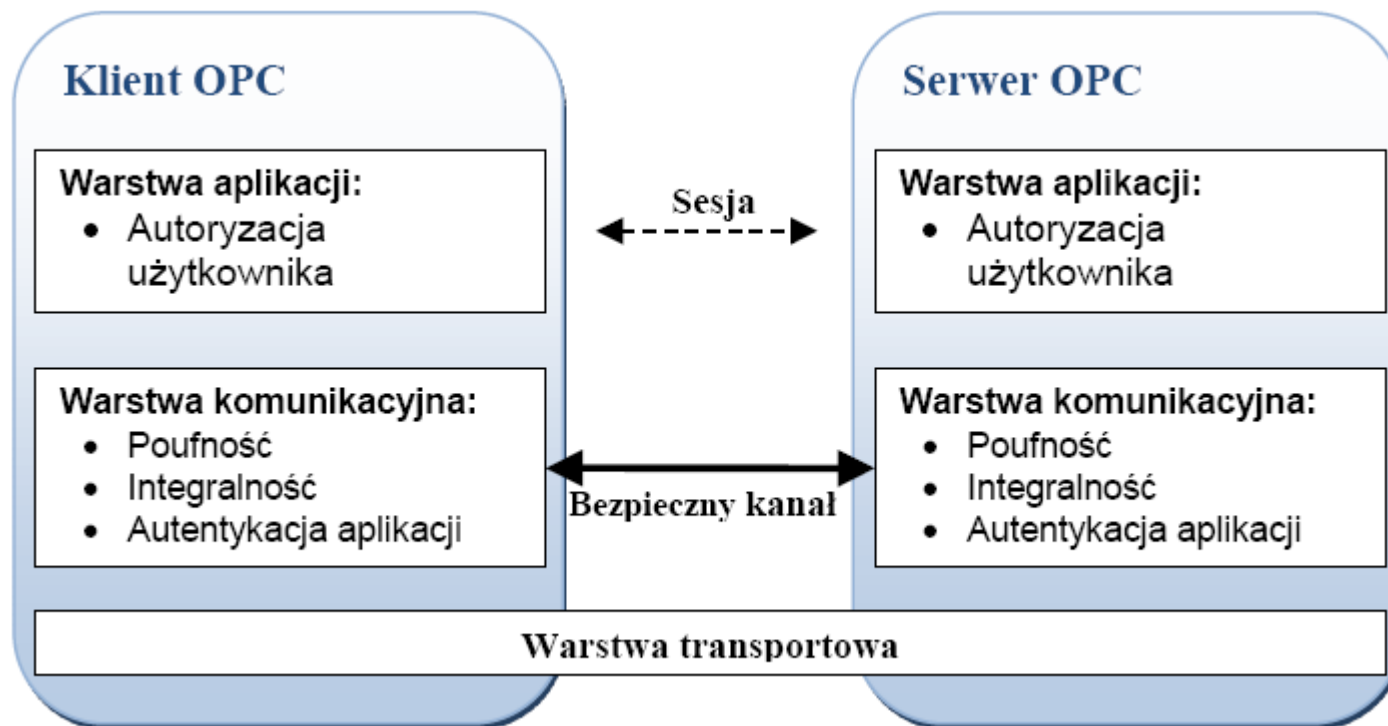 Klient OPC
Warstwa aplikacji:
• Autoryzacja
użytkownika
Warstwa komunikacyjna:
• Poufność
• Integralność
• Autentykacja aplikacji
Sesja
Bezpieczny kanał
Serwer OPC
Warstwa aplikacji:
• Autoryzacja
użytkownika
Warstwa komunikacyjna:
• Poufność
• Integralność
• Autentykacja aplikacji
Warstwa transportowa